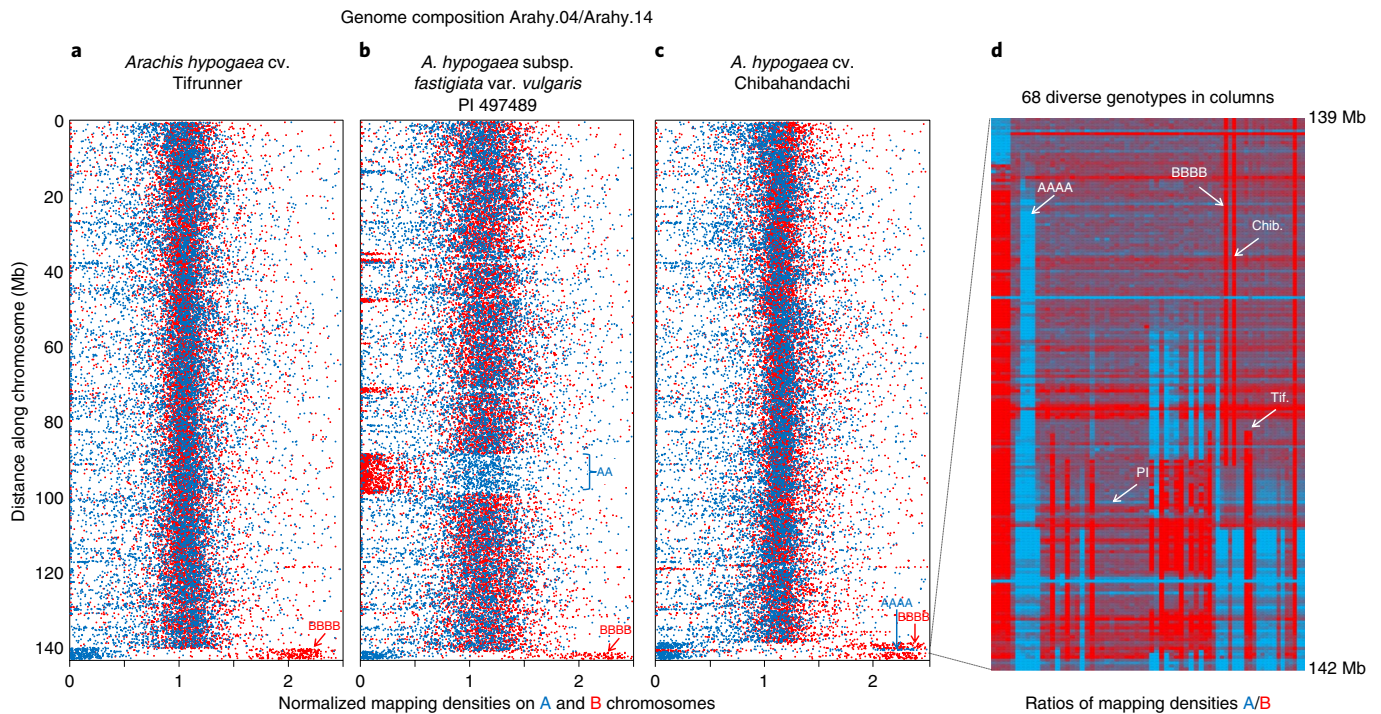 Genome composition Arahy.04/Arahy.14
a
Arachis hypogaea cv.
Tifrunner
b
A. hypogaea subsp.
fastigiata var. vulgaris
PI 497489
c
A. hypogaea cv.
Chibahandachi
d
68 diverse genotypes in columns
Distance along chromosome (Mb)
0
20
40
60
80
100
120
140
BBBB
0
1
2
AA
BBBB
0
1
2
AAAA
BBBB
0
1
2
Normalized mapping densities on A and B chromosomes
139 Mb
AAAA
BBBB
Chib.
Tif.
PI
142 Mb
Ratios of mapping densities A/B